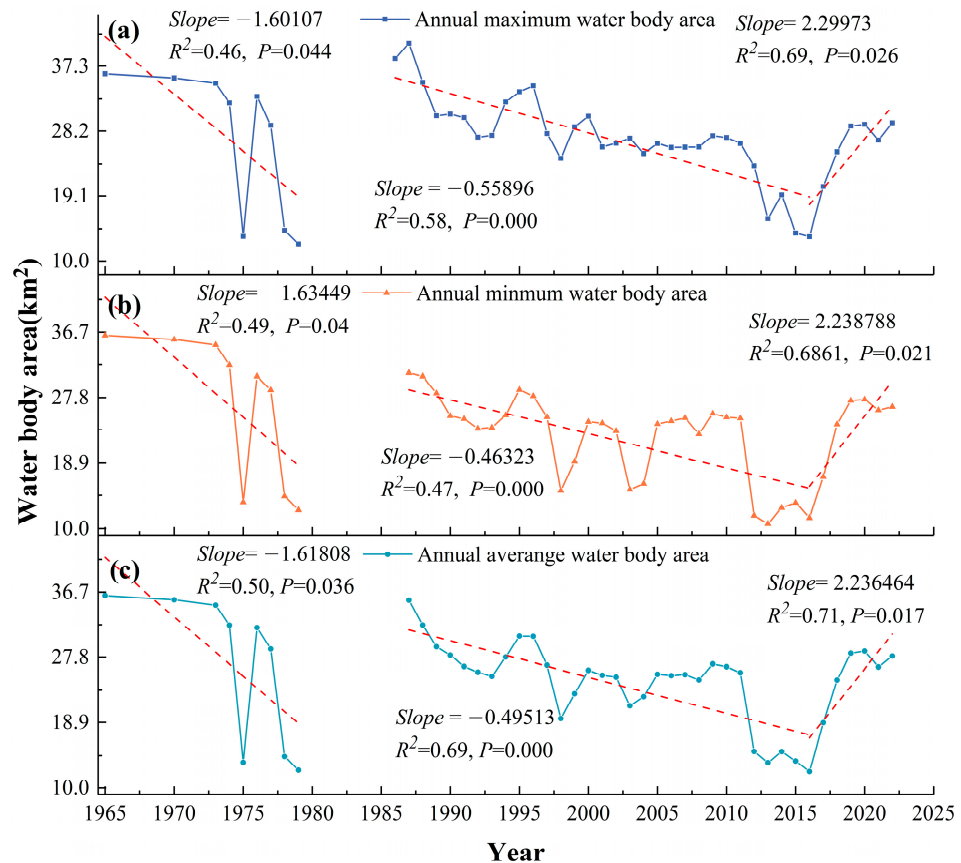 (a)
Slope= −1.60107
R²=0.46, P=0.044
Annual maximum water body area
Slope= 2.29973
R²=0.69, P=0.026
Slope = −0.55896
R²=0.58, P=0.000
37.3
28.2
19.1
10.0
(b)
Slope= 1.63449
R²−0.49, P−0.04
Annual minmum water body area
Slope= 2.238788
R²=0.6861, P=0.021
Slope= −0.46323
R²=0.47, P=0.000
36.7
27.8
18.9
10.0
Water body area(km²)
(c)
Slope= −1.61808
R²=0.50, P=0.036
Annual averange water body area
Slope= 2.236464
R²=0.71, P=0.017
Slope = −0.49513
R²=0.69, P=0.000
36.7
27.8
18.9
10.0
1965 1970 1975 1980 1985 1990 1995 2000 2005 2010 2015 2020 2025
Year